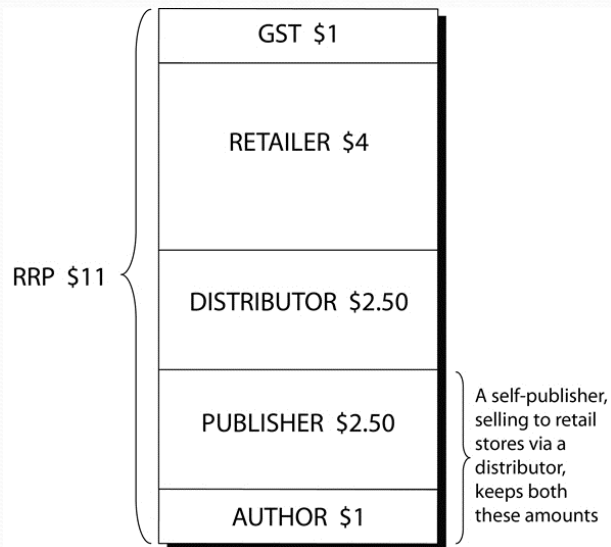 GST $1
RETAILER $4
RRP $11
DISTRIBUTOR $2.50
PUBLISHER $2.50
AUTHOR $1
A self-publisher,
selling to retail
stores via a
distributor,
keeps both
these amounts